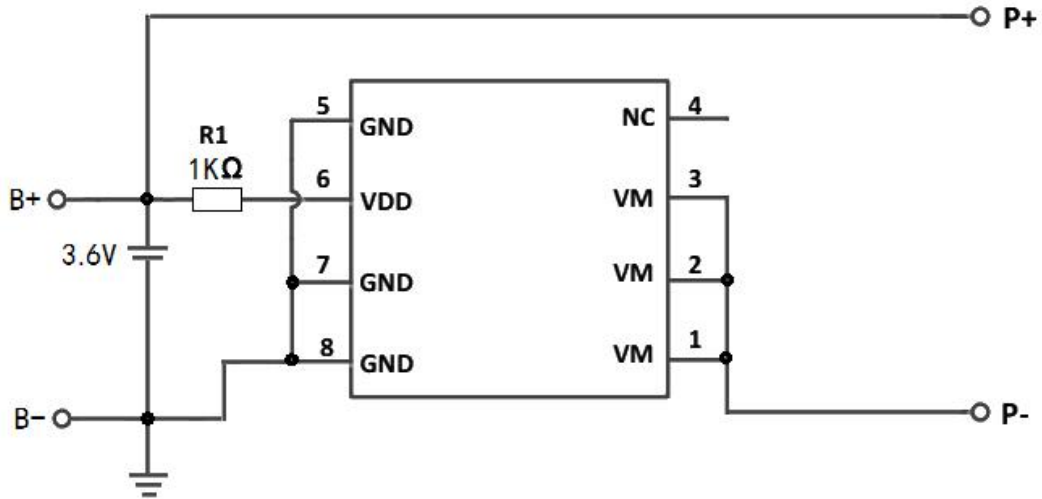 P+
5
GND
NC
4
R1
1KΩ
B+
6
VDD
VM
3
3.6V
7
GND
VM
2
8
GND
VM
1
B−
P-